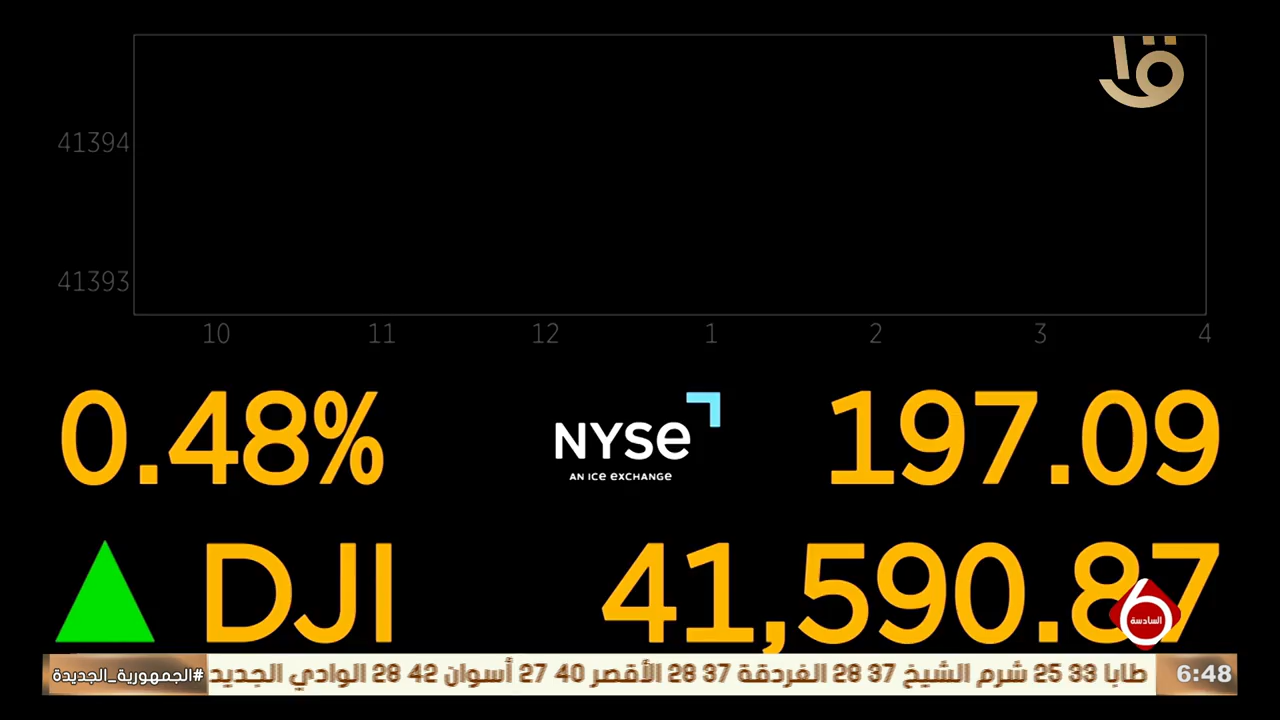 41394
41393
10 11 12 1 2 3 4
0.48% NYSE 197.09
AN ICE EXCHANGE
DJI 41,590.87
السادسة
6:48 طابا 33 25 شرم الشيخ 37 28 الغردقة 37 28 الأقصر 40 27 أسوان 42 28 الوادي الجديد #الجمهورية_الجديدة